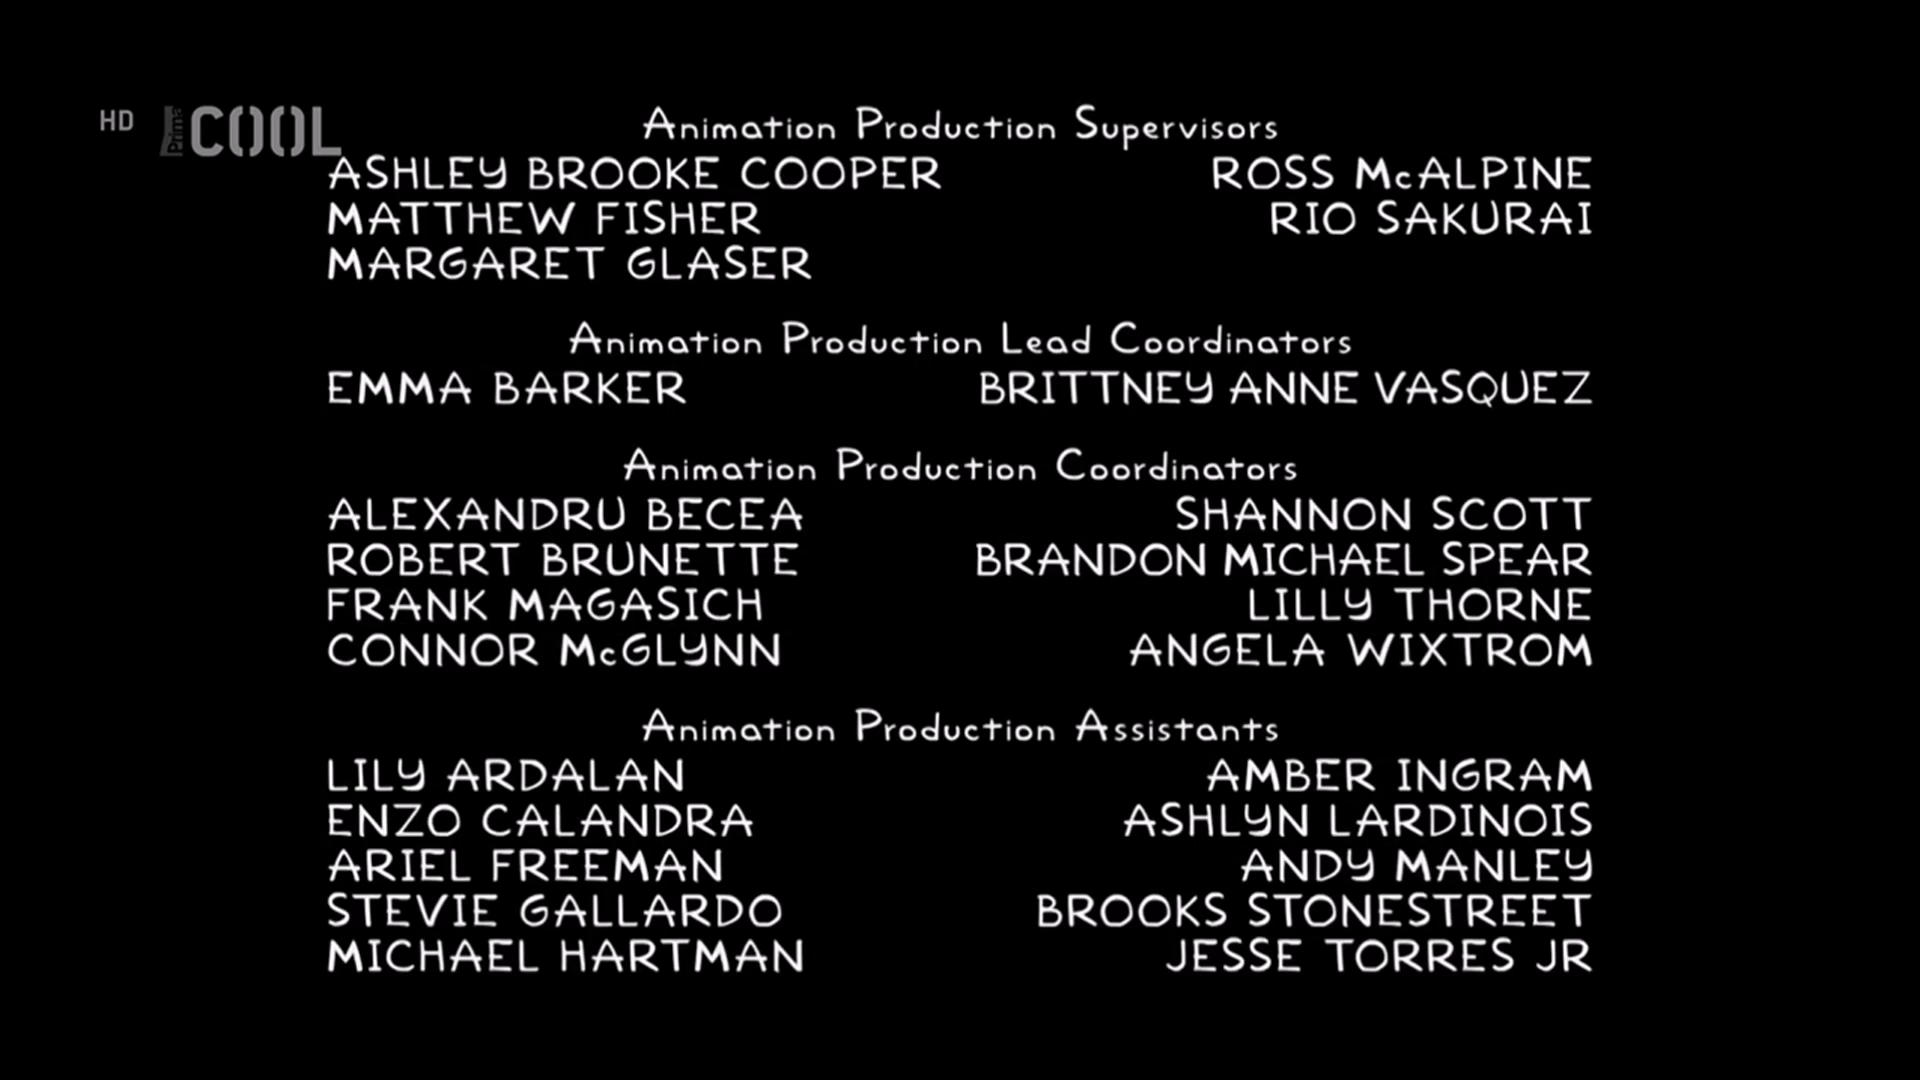 HD Prima COOL
Animation Production Supervisors
ASHLEY BROOKE COOPER ROSS McALPINE
MATTHEW FISHER RIO SAKURAI
MARGARET GLASER
Animation Production Lead Coordinators
EMMA BARKER BRITTNEY ANNE VASQUEZ
Animation Production Coordinators
ALEXANDRU BECEA SHANNON SCOTT
ROBERT BRUNETTE BRANDON MICHAEL SPEAR
FRANK MAGASICH LILLY THORNE
CONNOR McGLYNN ANGELA WIXTROM
Animation Production Assistants
LILY ARDALAN AMBER INGRAM
ENZO CALANDRA ASHLYN LARDINOIS
ARIEL FREEMAN ANDY MANLEY
STEVIE GALLARDO BROOKS STONESTREET
MICHAEL HARTMAN JESSE TORRES JR